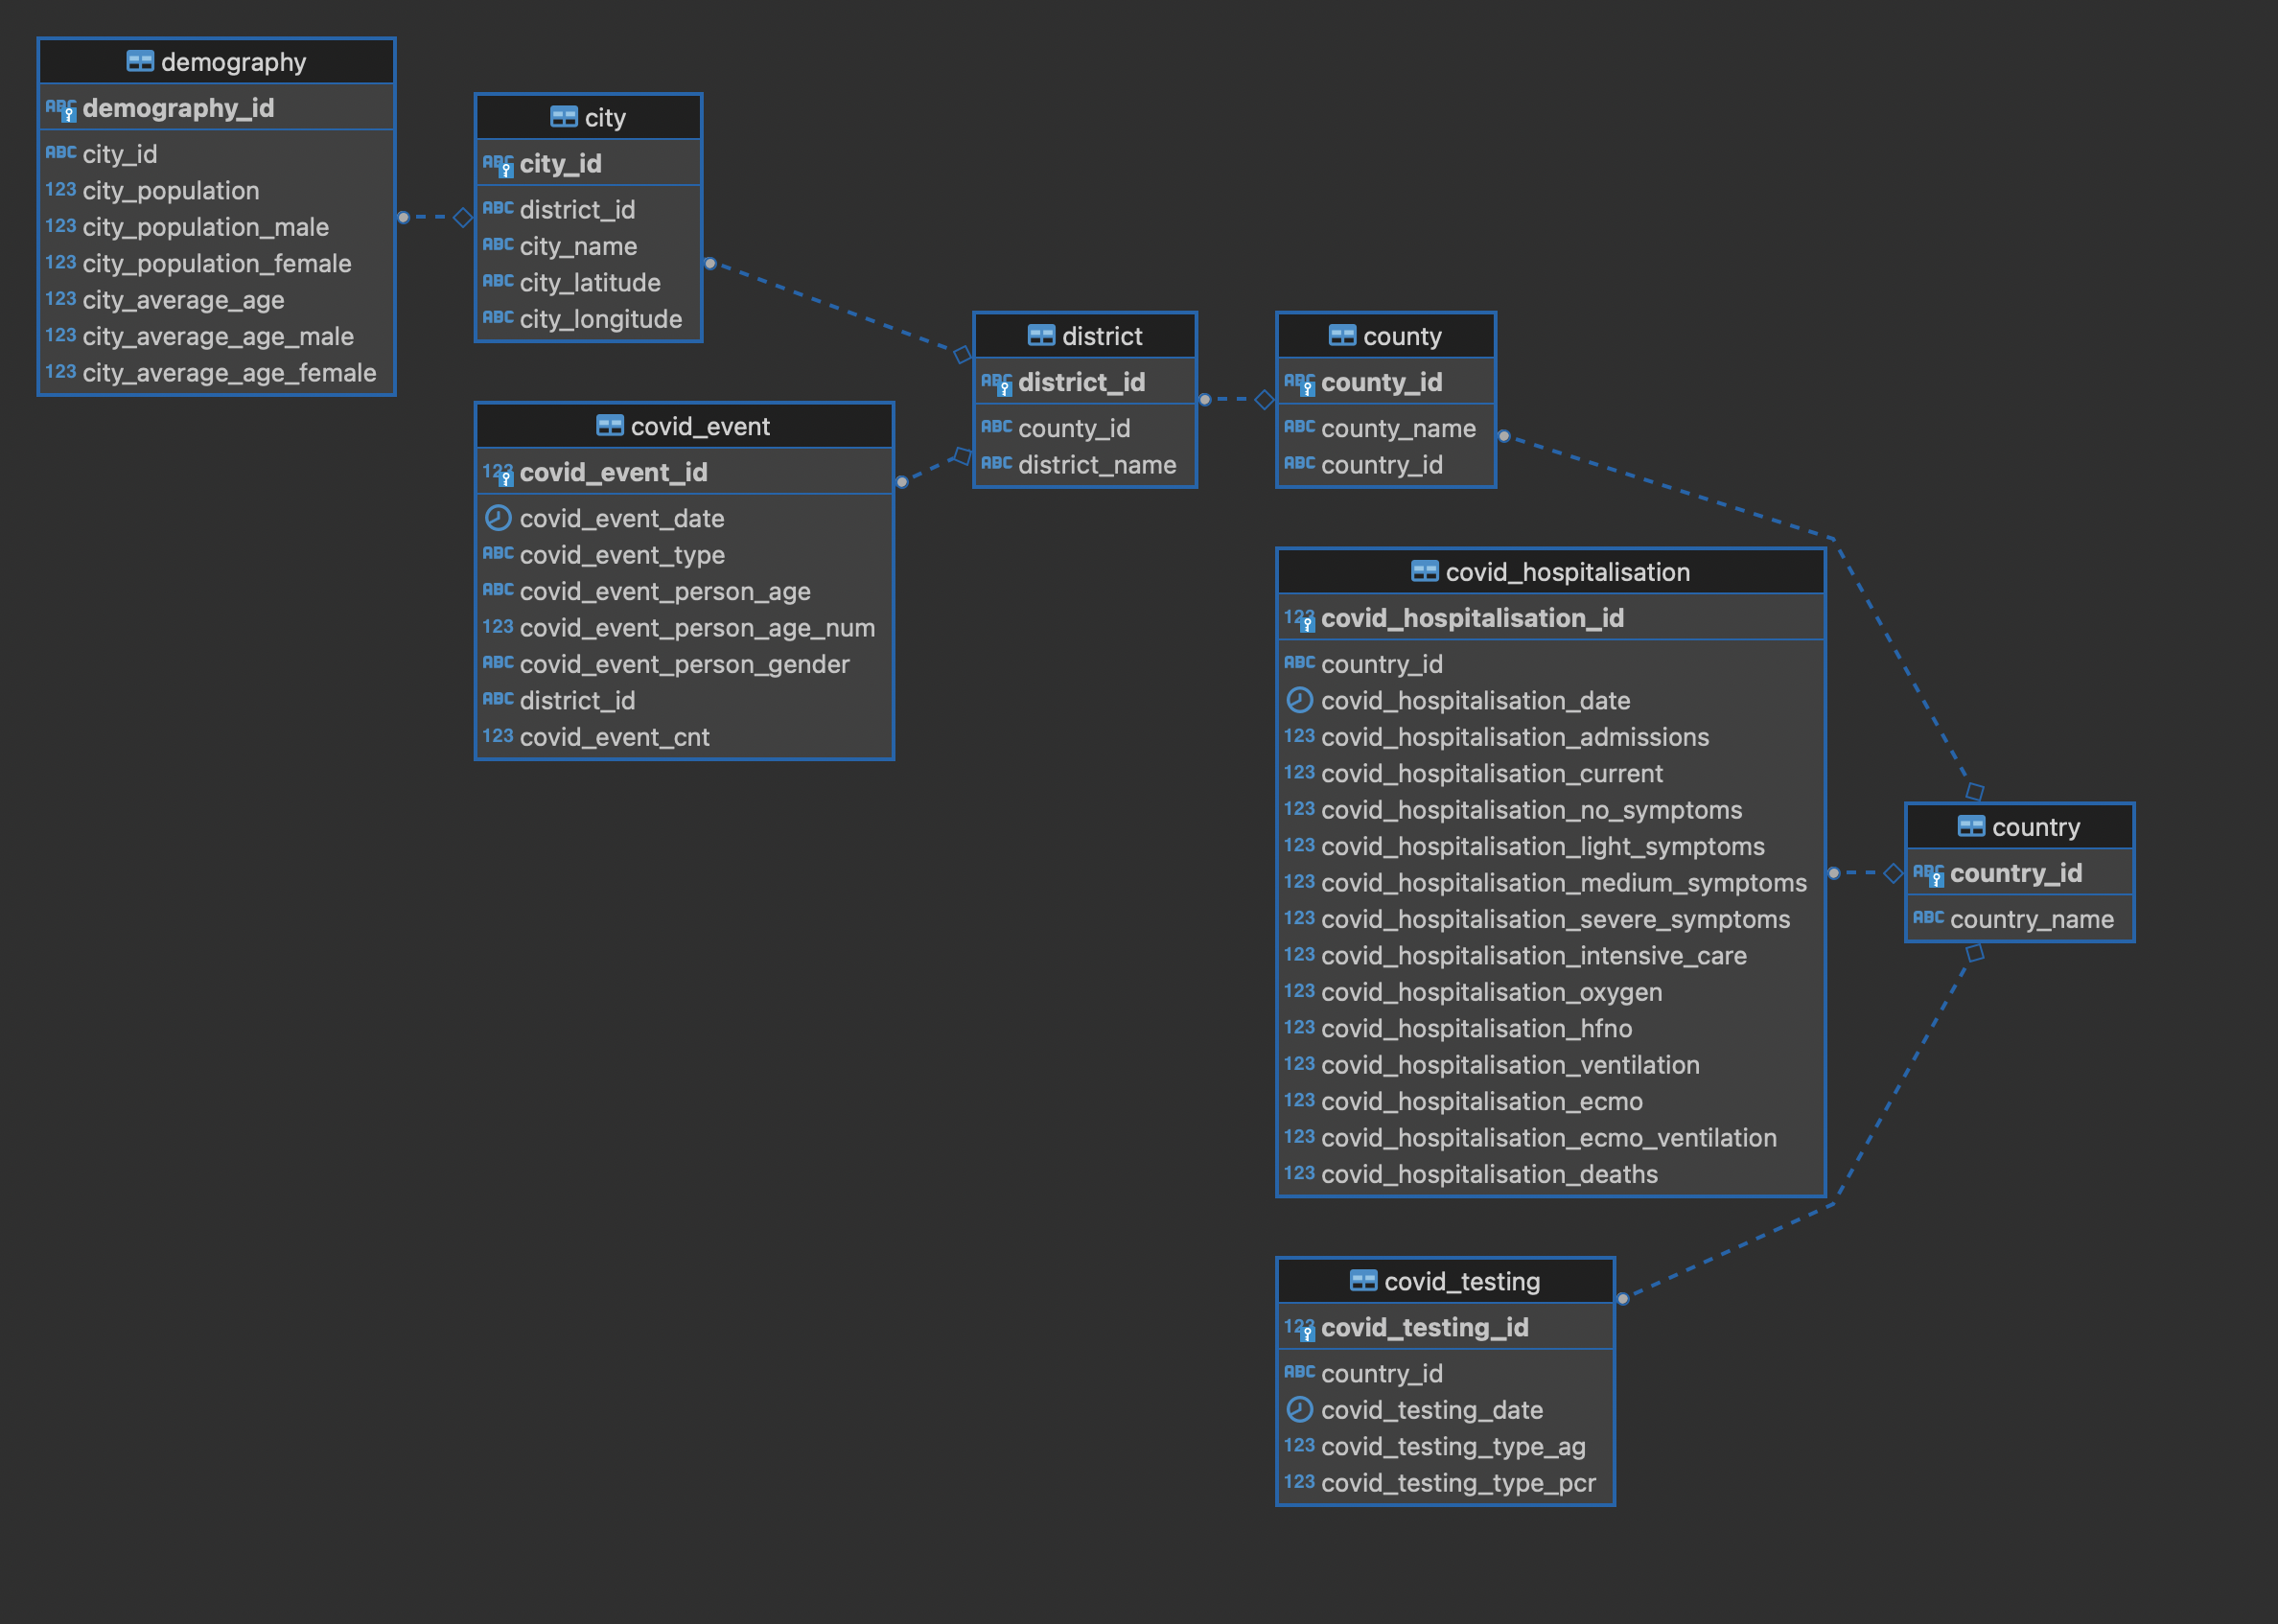 demography
ABC demography_id
ABC city_id
123 city_population
123 city_population_male
123 city_population_female
123 city_average_age
123 city_average_age_male
123 city_average_age_female
city
ABC city_id
ABC district_id
ABC city_name
ABC city_latitude
ABC city_longitude
covid_event
123 covid_event_id
covid_event_date
ABC covid_event_type
ABC covid_event_person_age
123 covid_event_person_age_num
ABC covid_event_person_gender
ABC district_id
123 covid_event_cnt
district
ABC district_id
ABC county_id
ABC district_name
county
ABC county_id
ABC county_name
ABC country_id
covid_hospitalisation
123 covid_hospitalisation_id
ABC country_id
covid_hospitalisation_date
123 covid_hospitalisation_admissions
123 covid_hospitalisation_current
123 covid_hospitalisation_no_symptoms
123 covid_hospitalisation_light_symptoms
123 covid_hospitalisation_medium_symptoms
123 covid_hospitalisation_severe_symptoms
123 covid_hospitalisation_intensive_care
123 covid_hospitalisation_oxygen
123 covid_hospitalisation_hfno
123 covid_hospitalisation_ventilation
123 covid_hospitalisation_ecmo
123 covid_hospitalisation_ecmo_ventilation
123 covid_hospitalisation_deaths
country
ABC country_id
ABC country_name
covid_testing
123 covid_testing_id
ABC country_id
covid_testing_date
123 covid_testing_type_ag
123 covid_testing_type_pcr